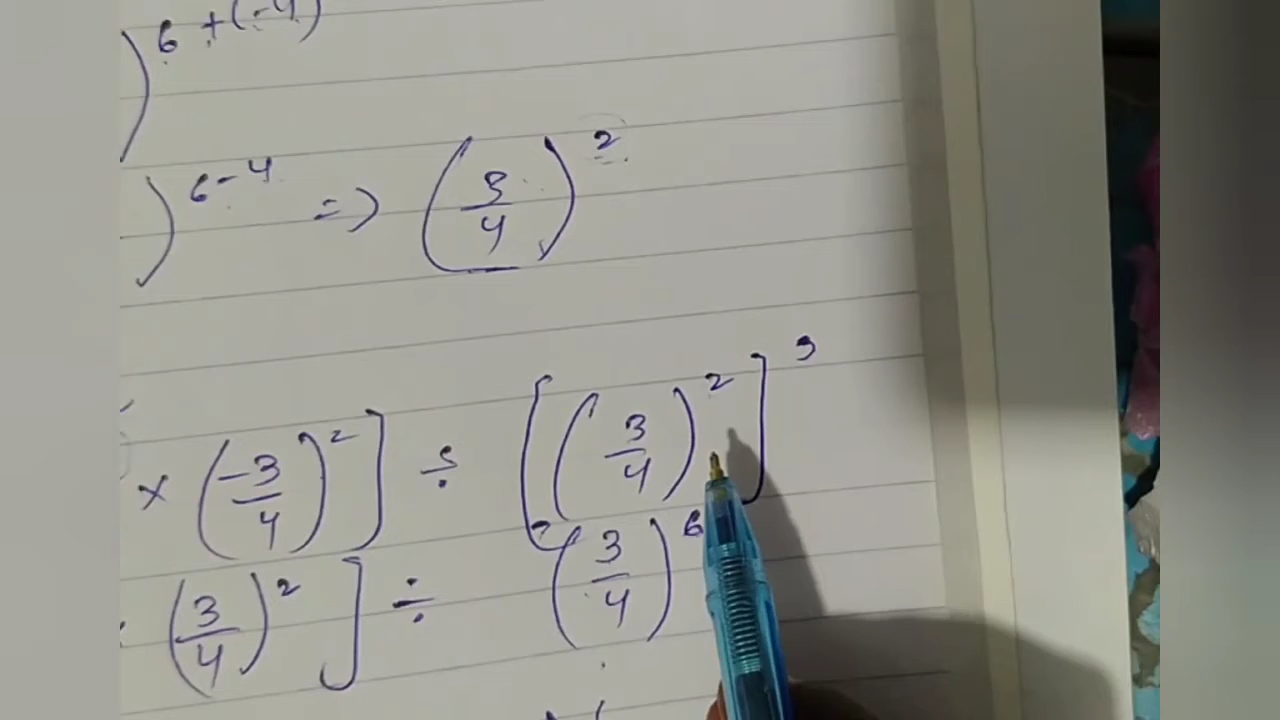 )^{6+(-4)}
)^{6-4} => (3/4)^2
× (-3/4)^2 ] ÷ [ (3/4)^2 ]^3
(3/4)^2 ] ÷ (3/4)^6